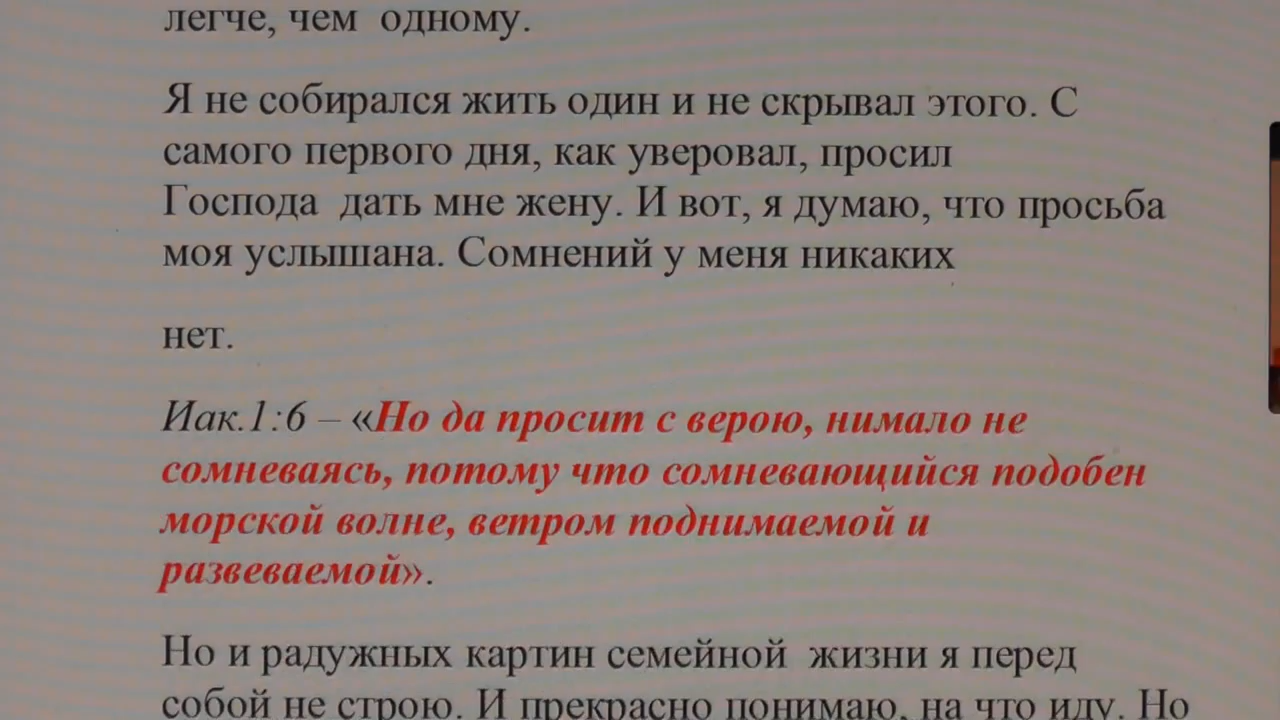 легче, чем одному.
Я не собирался жить один и не скрывал этого. С
самого первого дня, как уверовал, просил
Господа дать мне жену. И вот, я думаю, что просьба
моя услышана. Сомнений у меня никаких
нет.
Иак.1:6 – «Но да просит с верою, нимало не
сомневаясь, потому что сомневающийся подобен
морской волне, ветром поднимаемой и
развеваемой».
Но и радужных картин семейной жизни я перед
собой не строю. И прекрасно понимаю, на что иду. Но